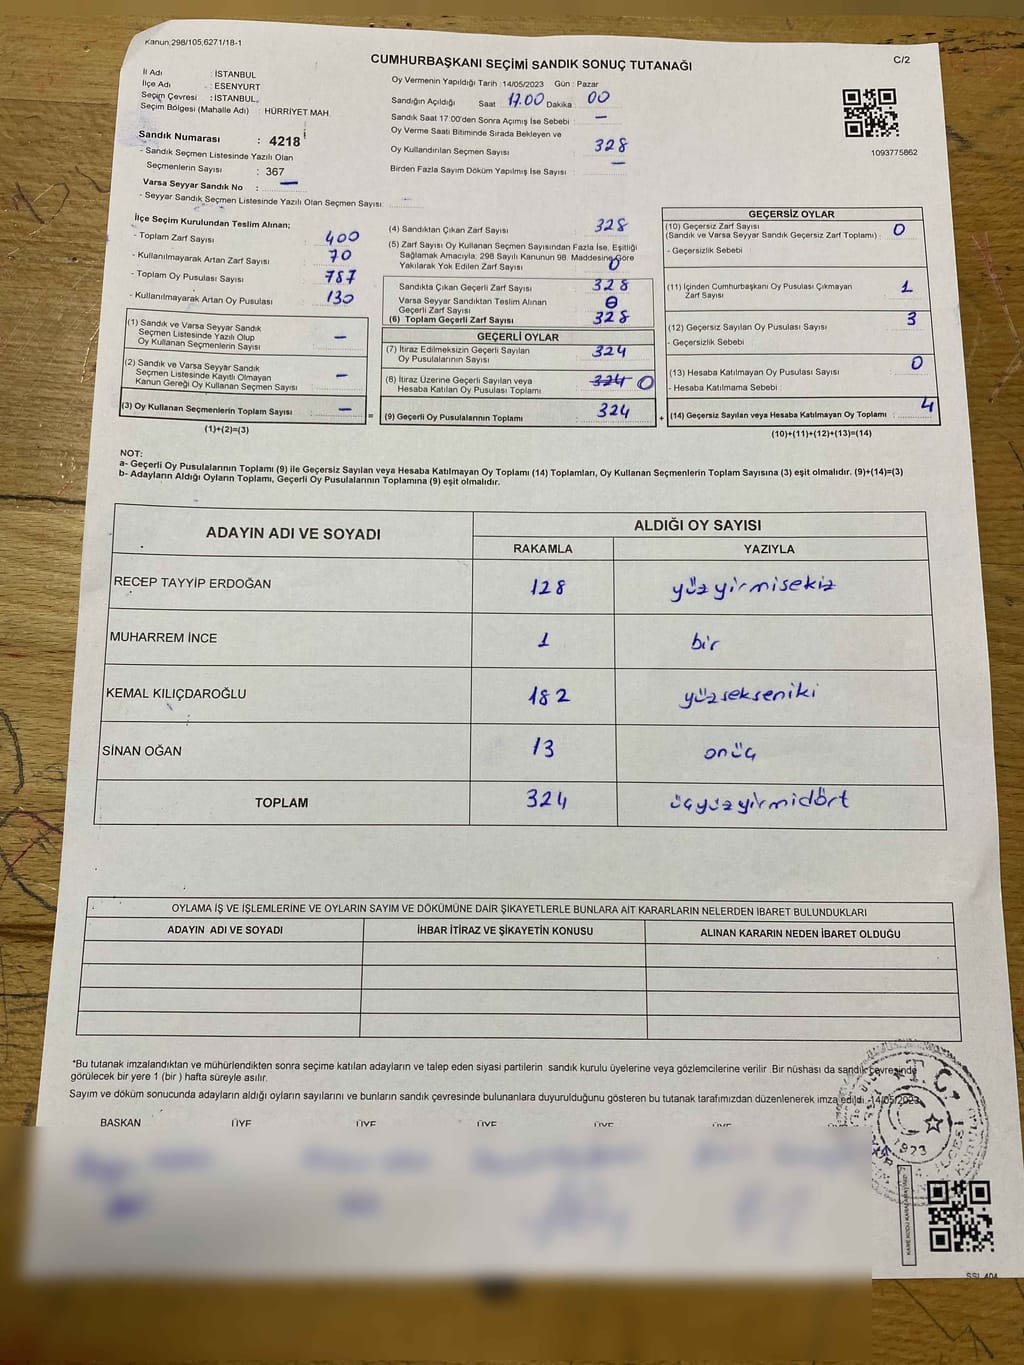 Kanun,298/105,6271/18-1
C/2
CUMHURBAŞKANI SEÇİMİ SANDIK SONUÇ TUTANAĞI
İl Adı : İSTANBUL
İlçe Adı : ESENYURT
Seçim Çevresi : İSTANBUL
Seçim Bölgesi (Mahalle Adı) : HÜRRİYET MAH.
Sandık Numarası : 4218
- Sandık Seçmen Listesinde Yazılı Olan
Seçmenlerin Sayısı : 367
Varsa Seyyar Sandık No : —
- Seyyar Sandık Seçmen Listesinde Yazılı Olan Seçmen Sayısı :
Oy Vermenin Yapıldığı Tarih :14/05/2023 Gün : Pazar
Sandığın Açıldığı Saat : 17.00 Dakika : 00
Sandık Saat 17:00'den Sonra Açımış İse Sebebi : —
Oy Verme Saati Bitiminde Sırada Bekleyen ve
Oy Kullandırılan Seçmen Sayısı : 328
Birden Fazla Sayım Döküm Yapılmış İse Sayısı : —
1093775862
İlçe Seçim Kurulundan Teslim Alınan;
- Toplam Zarf Sayısı : 400
- Kullanılmayarak Artan Zarf Sayısı : 70
- Toplam Oy Pusulası Sayısı : 787
- Kullanılmayarak Artan Oy Pusulası : 130
(1) Sandık ve Varsa Seyyar Sandık
Seçmen Listesinde Yazılı Olup
Oy Kullanan Seçmenlerin Sayısı : —
(2) Sandık ve Varsa Seyyar Sandık
Seçmen Listesinde Kayıtlı Olmayan
Kanun Gereği Oy Kullanan Seçmen Sayısı : —
(3) Oy Kullanan Seçmenlerin Toplam Sayısı : — =
(1)+(2)=(3)
(4) Sandıktan Çıkan Zarf Sayısı : 328
(5) Zarf Sayısı Oy Kullanan Seçmen Sayısından Fazla İse, Eşitliği
Sağlamak Amacıyla, 298 Sayılı Kanunun 98. Maddesine Göre
Yakılarak Yok Edilen Zarf Sayısı : 0
Sandıkta Çıkan Geçerli Zarf Sayısı : 328
Varsa Seyyar Sandıktan Teslim Alınan
Geçerli Zarf Sayısı : 0
(6) Toplam Geçerli Zarf Sayısı : 328
GEÇERLİ OYLAR
(7) İtiraz Edilmeksizin Geçerli Sayılan
Oy Pusulalarının Sayısı : 324
(8) İtiraz Üzerine Geçerli Sayılan veya
Hesaba Katılan Oy Pusulası Toplamı : 324 0
(9) Geçerli Oy Pusulalarının Toplamı : 324 +
GEÇERSİZ OYLAR
(10) Geçersiz Zarf Sayısı
(Sandık ve Varsa Seyyar Sandık Geçersiz Zarf Toplamı) : 0
- Geçersizlik Sebebi :
(11) İçinden Cumhurbaşkanı Oy Pusulası Çıkmayan
Zarf Sayısı : 1
(12) Geçersiz Sayılan Oy Pusulası Sayısı : 3
- Geçersizlik Sebebi :
(13) Hesaba Katılmayan Oy Pusulası Sayısı : 0
- Hesaba Katılmama Sebebi :
(14) Geçersiz Sayılan veya Hesaba Katılmayan Oy Toplamı : 4
(10)+(11)+(12)+(13)=(14)
NOT:
a- Geçerli Oy Pusulalarının Toplamı (9) ile Geçersiz Sayılan veya Hesaba Katılmayan Oy Toplamı (14) Toplamları, Oy Kullanan Seçmenlerin Toplam Sayısına (3) eşit olmalıdır. (9)+(14)=(3)
b- Adayların Aldığı Oyların Toplamı, Geçerli Oy Pusulalarının Toplamına (9) eşit olmalıdır.
ADAYIN ADI VE SOYADI
ALDIĞI OY SAYISI
RAKAMLA YAZIYLA
RECEP TAYYİP ERDOĞAN 128 yüzyirmisekiz
MUHARREM İNCE 1 bir
KEMAL KILIÇDAROĞLU 182 yüzsekseniki
SİNAN OĞAN 13 onüç
TOPLAM 324 üçyüzyirmidört
OYLAMA İŞ VE İŞLEMLERİNE VE OYLARIN SAYIM VE DÖKÜMÜNE DAİR ŞİKAYETLERLE BUNLARA AİT KARARLARIN NELERDEN İBARET BULUNDUKLARI
ADAYIN ADI VE SOYADI İHBAR İTİRAZ VE ŞİKAYETİN KONUSU ALINAN KARARIN NEDEN İBARET OLDUĞU
*Bu tutanak imzalandıktan ve mühürlendikten sonra seçime katılan adayların ve talep eden siyasi partilerin sandık kurulu üyelerine veya gözlemcilerine verilir. Bir nüshası da sandık çevresinde
görülecek bir yere 1 (bir ) hafta süreyle asılır.
Sayım ve döküm sonucunda adayların aldığı oyların sayılarını ve bunların sandık çevresinde bulunanlara duyurulduğunu gösteren bu tutanak tarafımızdan düzenlenerek imza edildi. 14/05/2023
BAŞKAN ÜYE ÜYE ÜYE ÜYE ÜYE
T.C.
1923